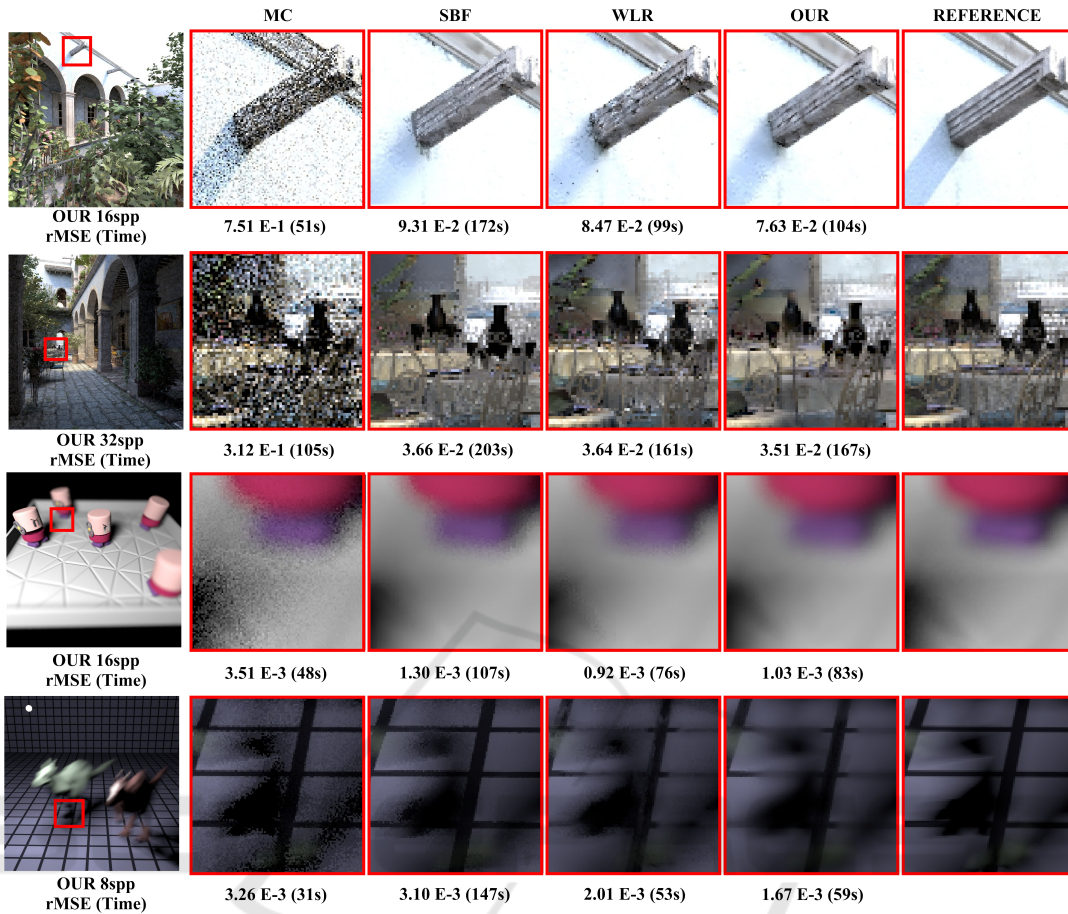 MC SBF WLR OUR REFERENCE
OUR 16spp
rMSE (Time)
7.51 E-1 (51s) 9.31 E-2 (172s) 8.47 E-2 (99s) 7.63 E-2 (104s)
OUR 32spp
rMSE (Time)
3.12 E-1 (105s) 3.66 E-2 (203s) 3.64 E-2 (161s) 3.51 E-2 (167s)
OUR 16spp
rMSE (Time)
3.51 E-3 (48s) 1.30 E-3 (107s) 0.92 E-3 (76s) 1.03 E-3 (83s)
OUR 8spp
rMSE (Time)
3.26 E-3 (31s) 3.10 E-3 (147s) 2.01 E-3 (53s) 1.67 E-3 (59s)